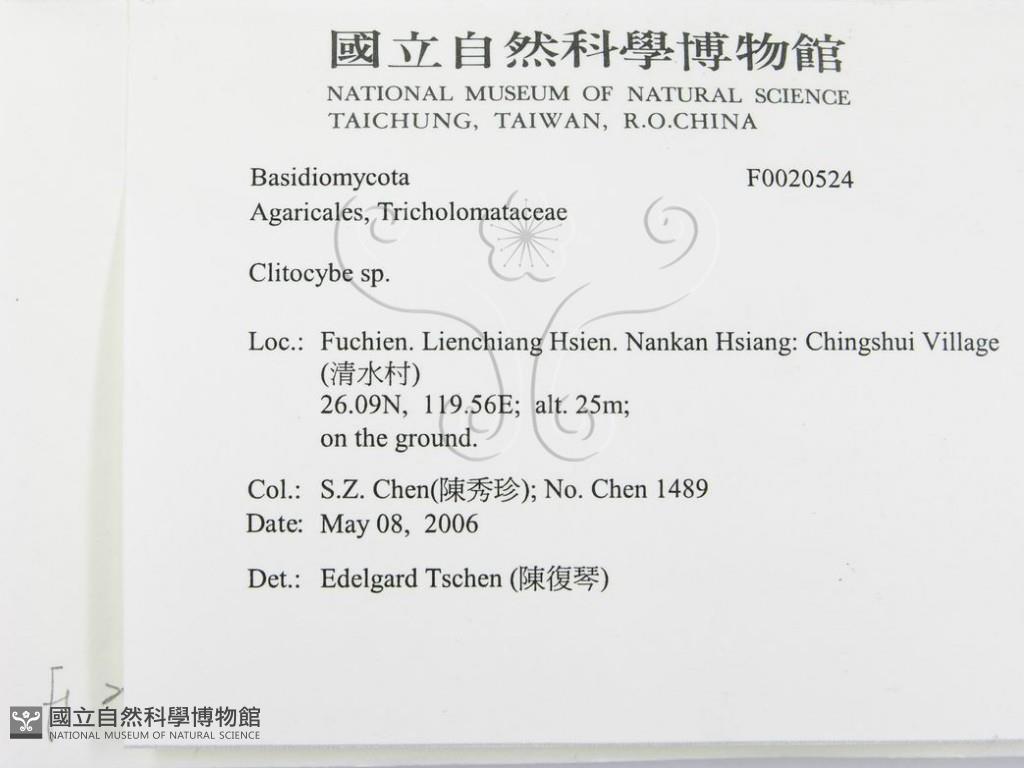 國立自然科學博物館
NATIONAL MUSEUM OF NATURAL SCIENCE
TAICHUNG, TAIWAN, R.O.CHINA
Basidiomycota F0020524
Agaricales, Tricholomataceae
Clitocybe sp.
Loc.: Fuchien. Lienchiang Hsien. Nankan Hsiang: Chingshui Village
(清水村)
26.09N, 119.56E; alt. 25m;
on the ground.
Col.: S.Z. Chen(陳秀珍); No. Chen 1489
Date: May 08, 2006
Det.: Edelgard Tschen (陳復琴)
國立自然科學博物館
NATIONAL MUSEUM OF NATURAL SCIENCE